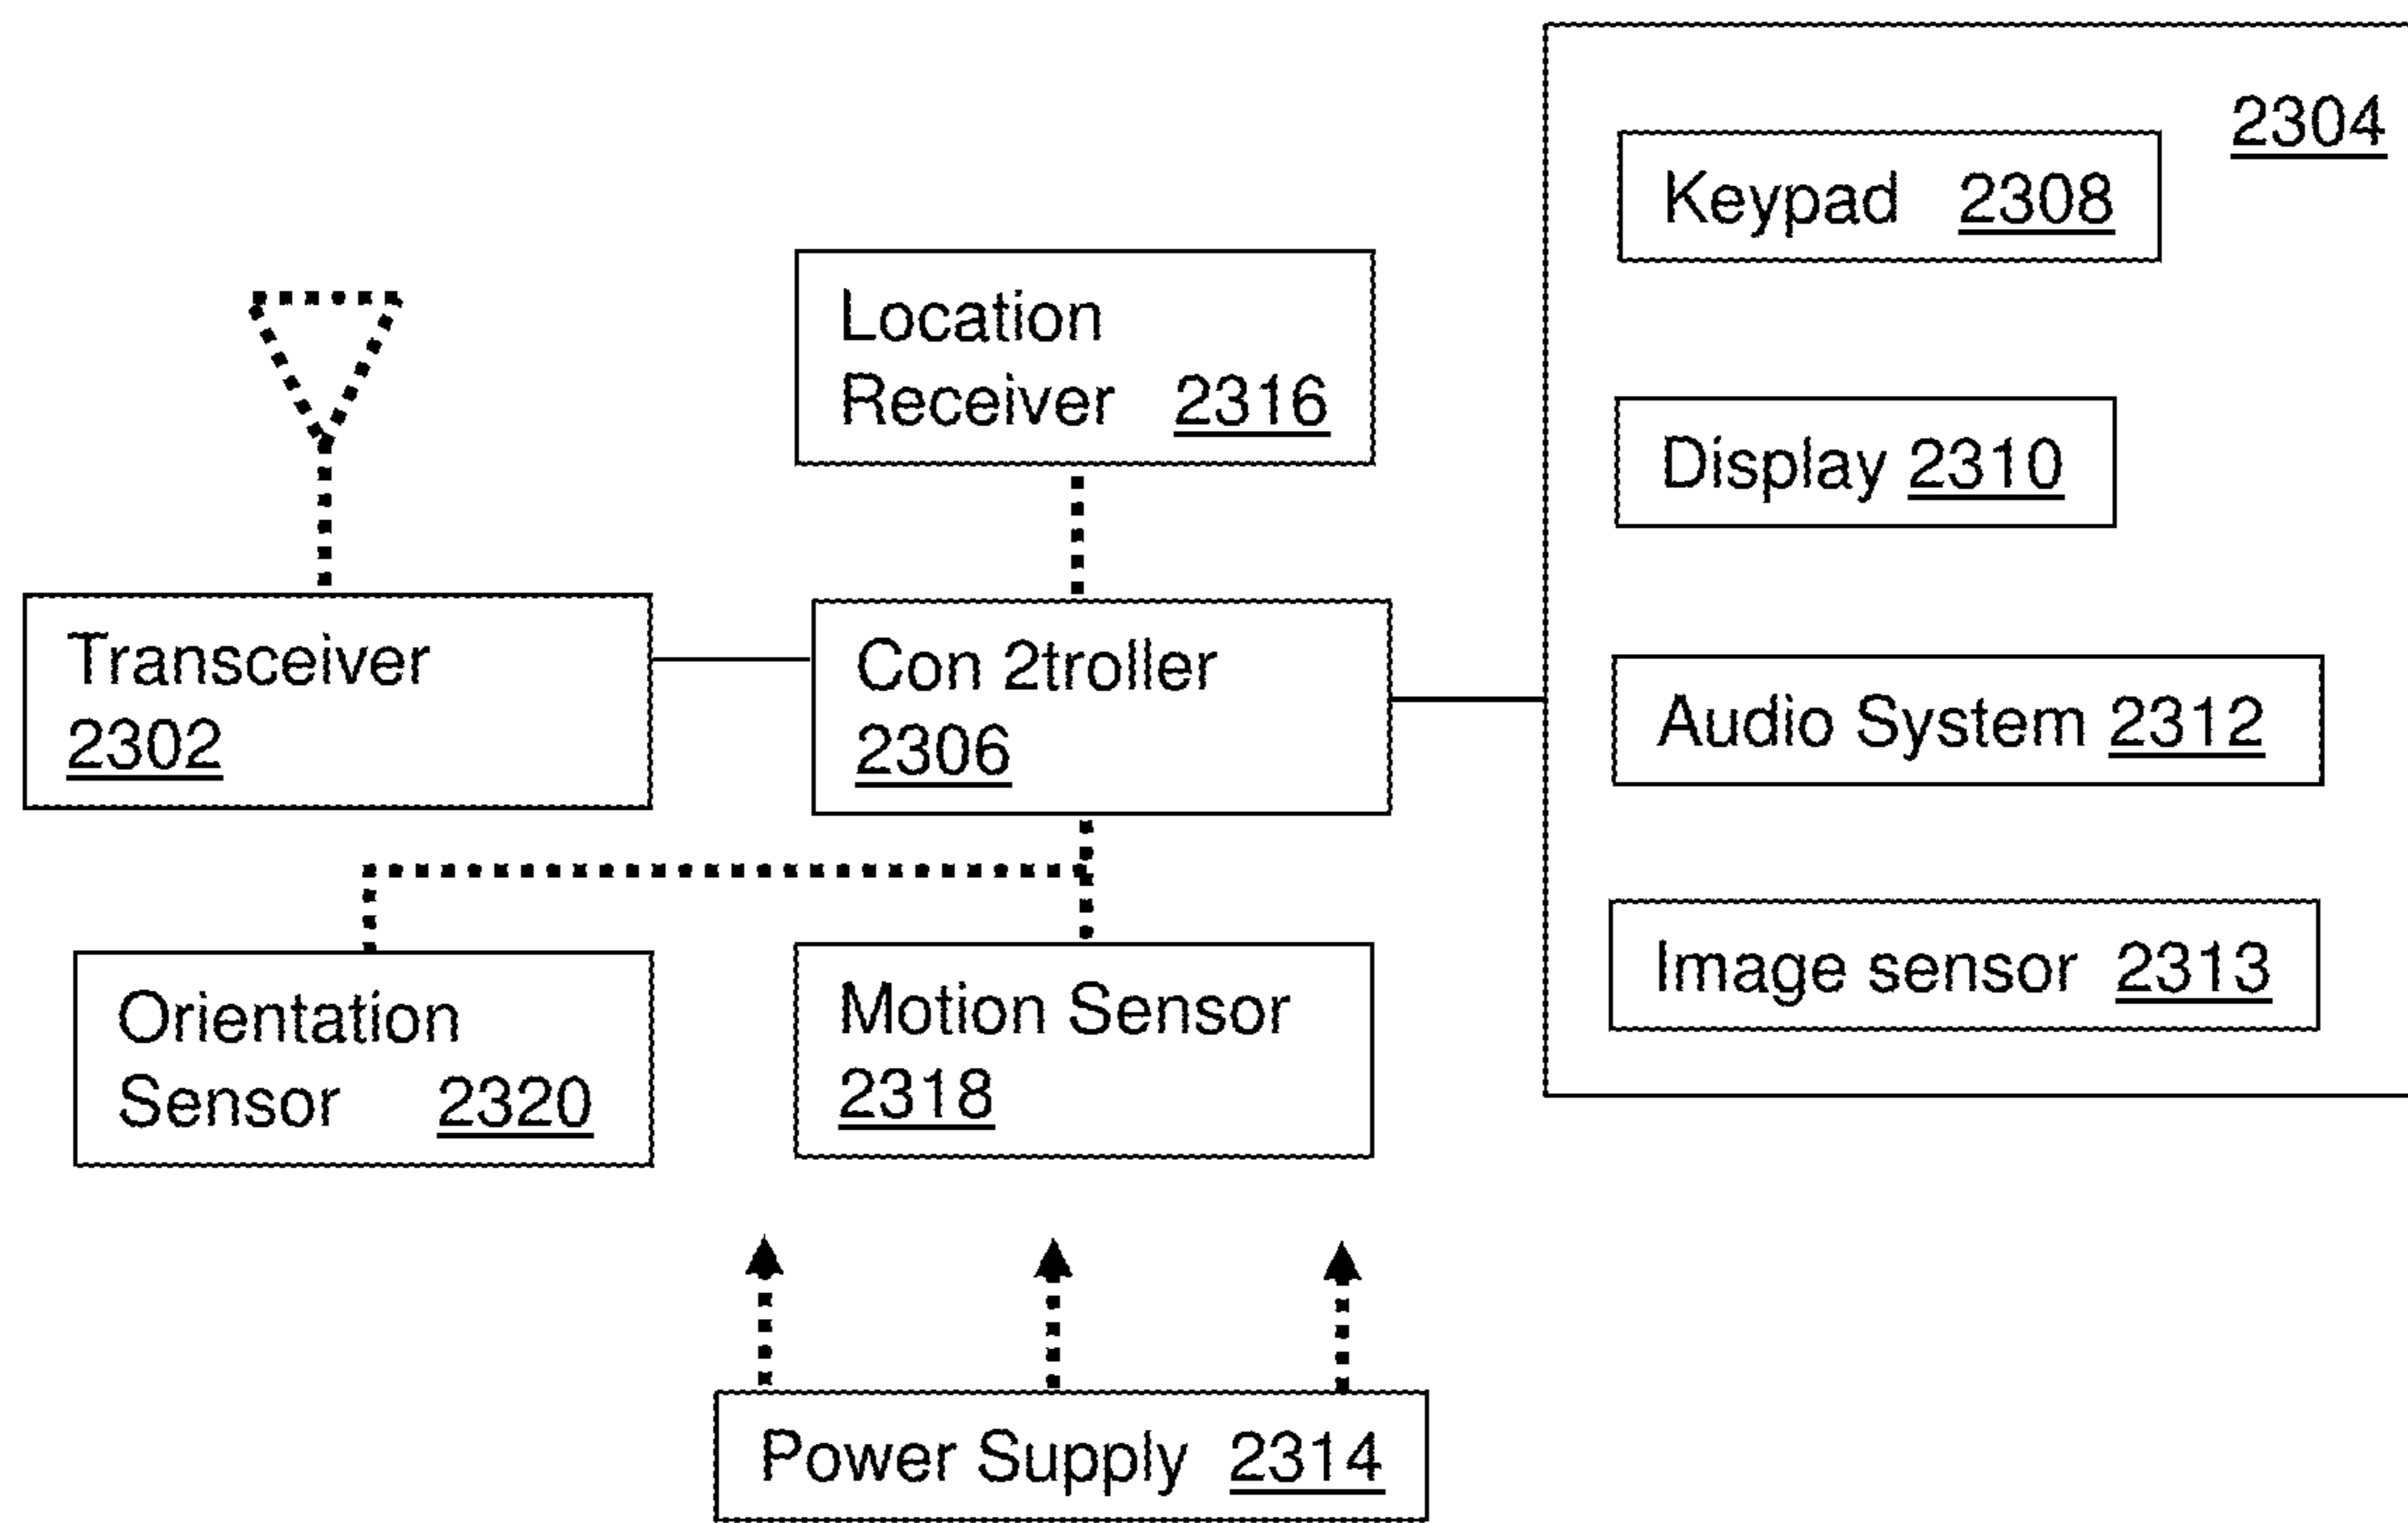 2304
Keypad 2308
Location
Receiver 2316
Display 2310
Transceiver
2302
Con 2troller
2306
Audio System 2312
Image sensor 2313
Orientation
Sensor 2320
Motion Sensor
2318
Power Supply 2314